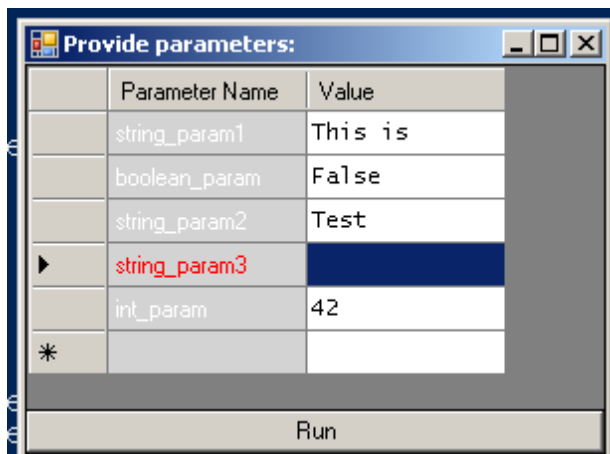 Provide parameters:
Parameter Name Value
string_param1 This is
boolean_param False
string_param2 Test
string_param3
int_param 42
Run